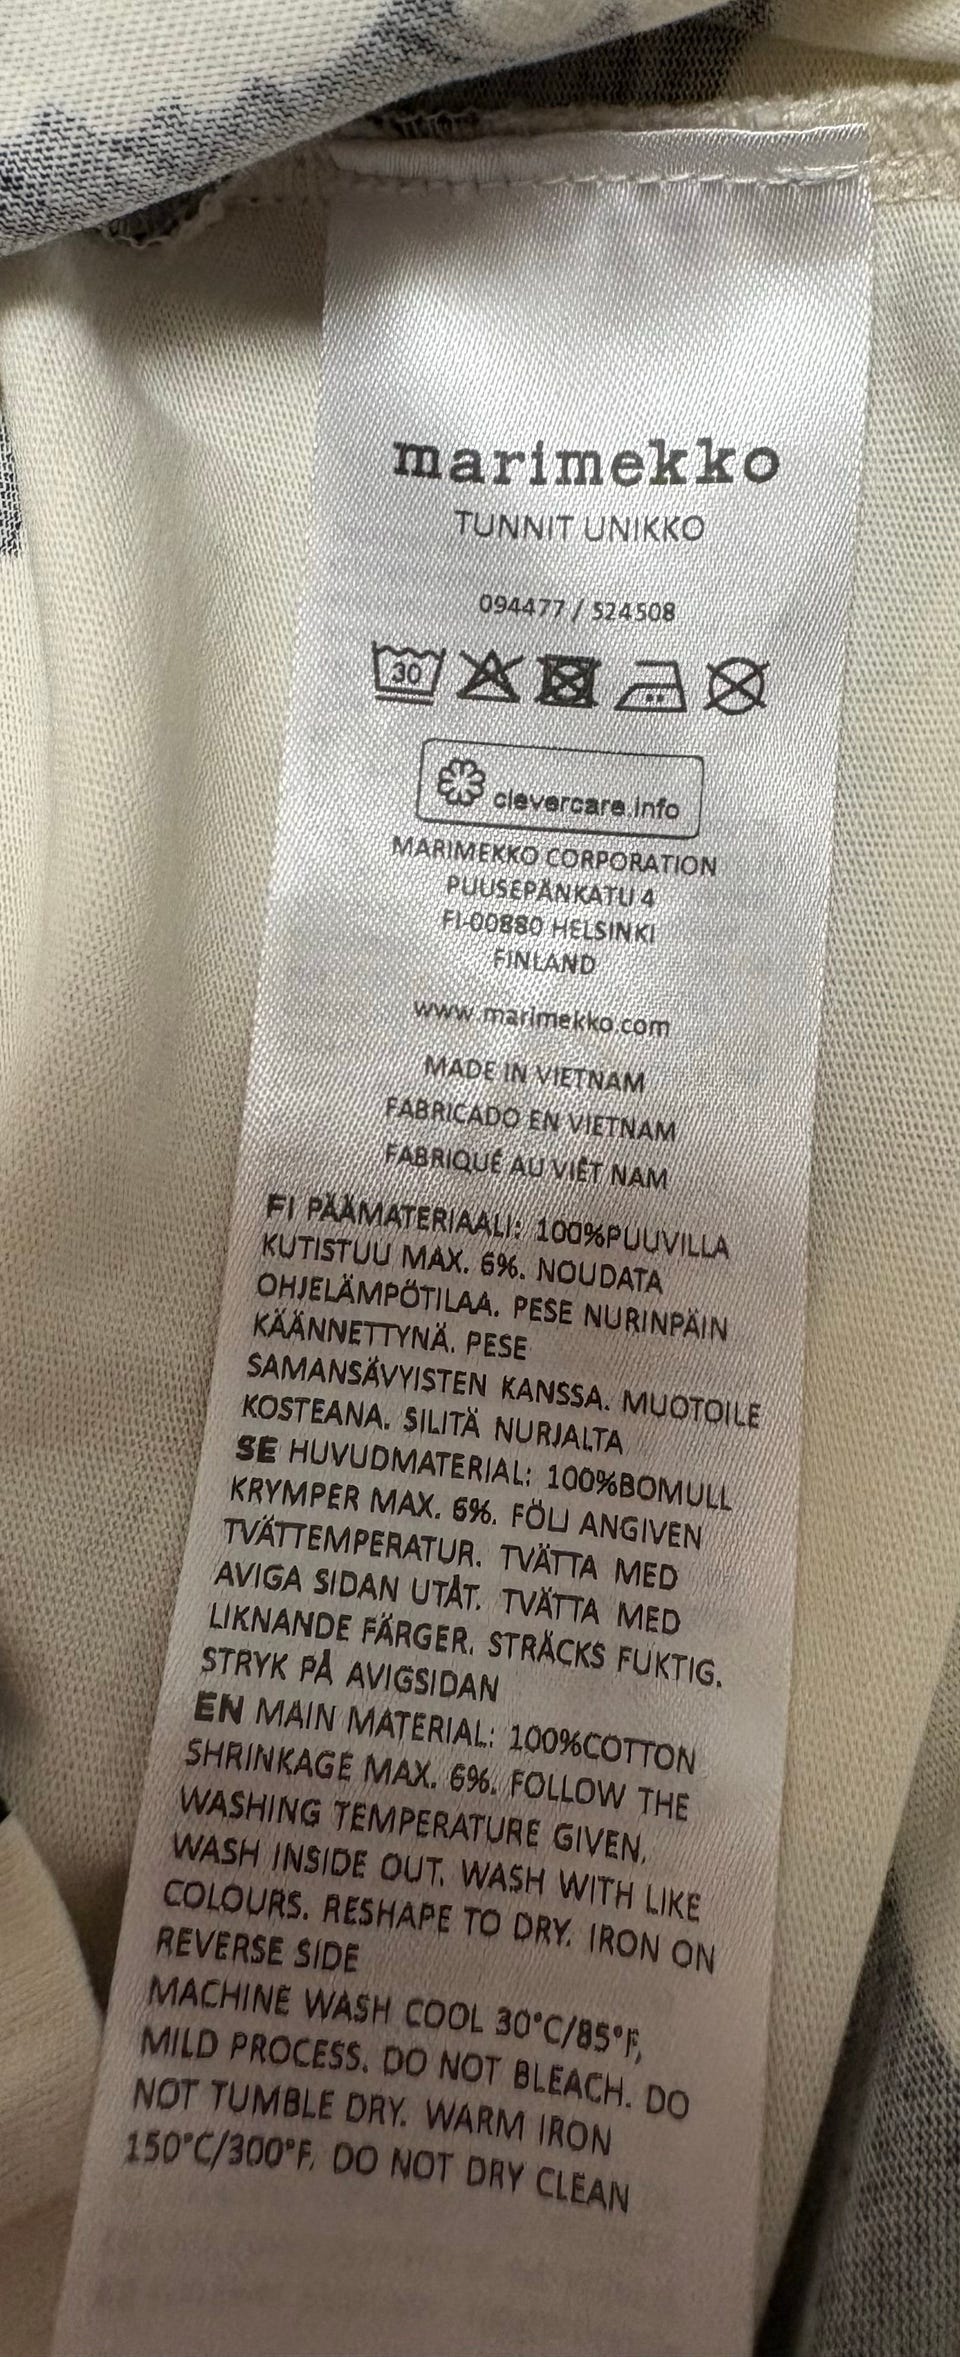 marimekko
TUNNIT UNIKKO
094477 / 524508
30
clevercare.info
MARIMEKKO CORPORATION
PUUSEPÄNKATU 4
FI-00880 HELSINKI
FINLAND
www.marimekko.com
MADE IN VIETNAM
FABRICADO EN VIETNAM
FABRIQUÉ AU VIÊT NAM
FI PÄÄMATERIAALI: 100%PUUVILLA
KUTISTUU MAX. 6%. NOUDATA
OHJELÄMPÖTILAA. PESE NURINPÄIN
KÄÄNNETTYNÄ. PESE
SAMANSÄVYISTEN KANSSA. MUOTOILE
KOSTEANA. SILITÄ NURJALTA
SE HUVUDMATERIAL: 100%BOMULL
KRYMPER MAX. 6%. FÖLJ ANGIVEN
TVÄTTEMPERATUR. TVÄTTA MED
AVIGA SIDAN UTÅT. TVÄTTA MED
LIKNANDE FÄRGER. STRÄCKS FUKTIG.
STRYK PÅ AVIGSIDAN
EN MAIN MATERIAL: 100%COTTON
SHRINKAGE MAX. 6%. FOLLOW THE
WASHING TEMPERATURE GIVEN.
WASH INSIDE OUT. WASH WITH LIKE
COLOURS. RESHAPE TO DRY. IRON ON
REVERSE SIDE
MACHINE WASH COOL 30°C/85°F,
MILD PROCESS. DO NOT BLEACH. DO
NOT TUMBLE DRY. WARM IRON
150°C/300°F. DO NOT DRY CLEAN